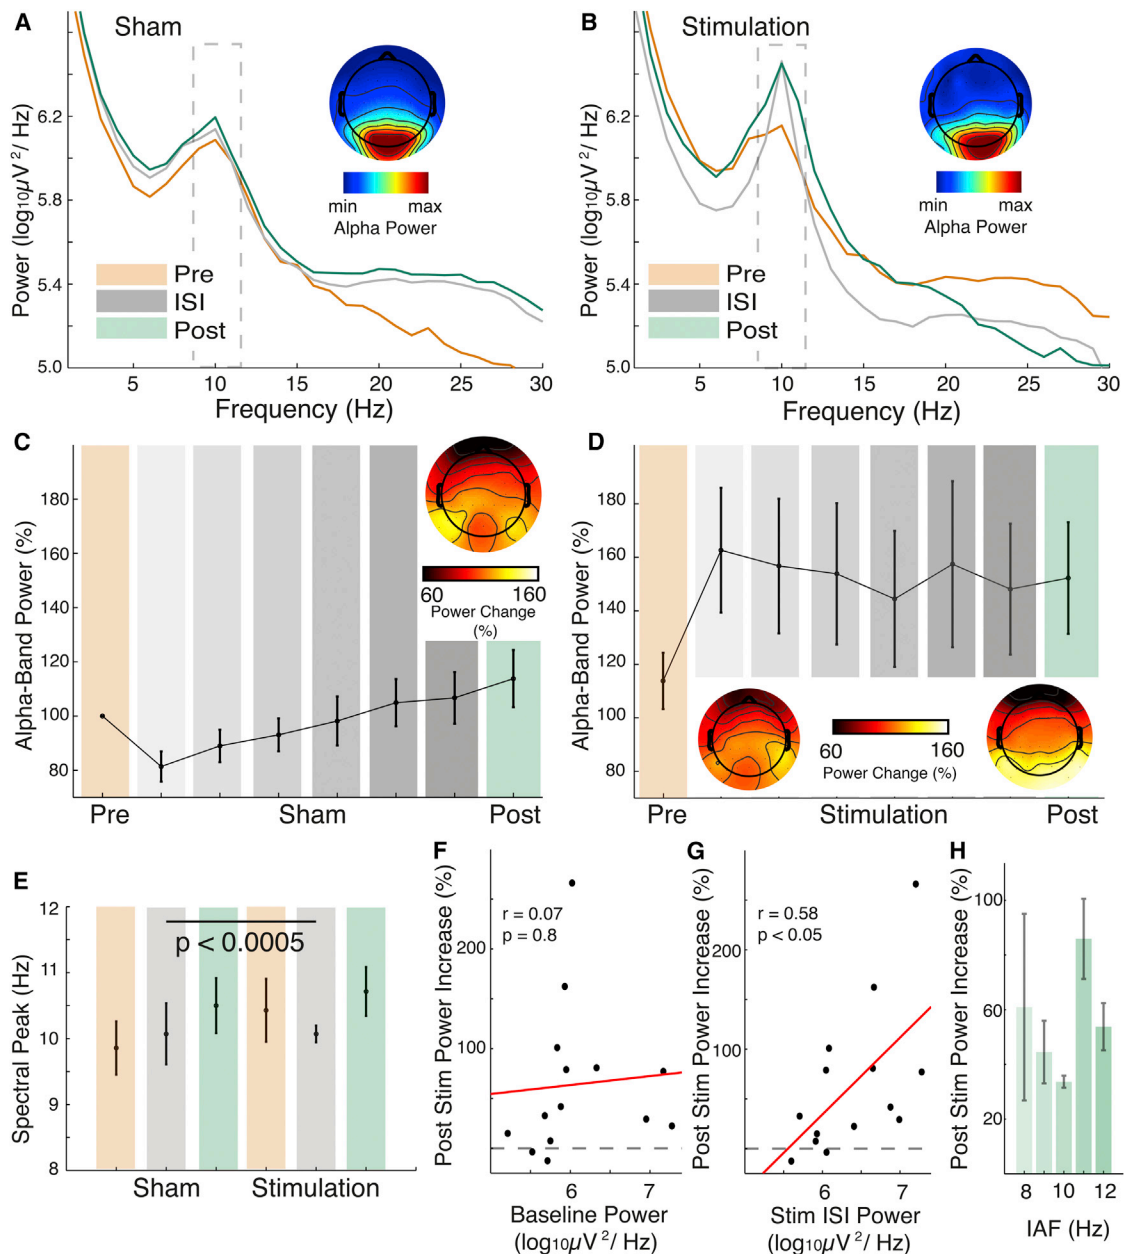 A
Sham
Power (log10μV²/ Hz)
6.2
5.8
5.4
5.0
min max
Alpha Power
Pre
ISI
Post
5 10 15 20 25 30
Frequency (Hz)
B
Stimulation
Power (log10μV²/ Hz)
6.2
5.8
5.4
5.0
min max
Alpha Power
Pre
ISI
Post
5 10 15 20 25 30
Frequency (Hz)
C
Alpha-Band Power (%)
180
160
140
120
100
80
60 160
Power Change
(%)
Pre Sham Post
D
Alpha-Band Power (%)
180
160
140
120
100
80
60 160
Power Change (%)
Pre Stimulation Post
E
Spectral Peak (Hz)
12
11
10
9
8
p < 0.0005
Sham Stimulation
F
Post Stim Power Increase (%)
r = 0.07
p = 0.8
200
100
6 7
Baseline Power
(log10μV²/ Hz)
G
Post Stim Power Increase (%)
r = 0.58
p < 0.05
200
100
6 7
Stim ISI Power
(log10μV²/ Hz)
H
Post Stim Power Increase (%)
100
60
20
8 10 12
IAF (Hz)